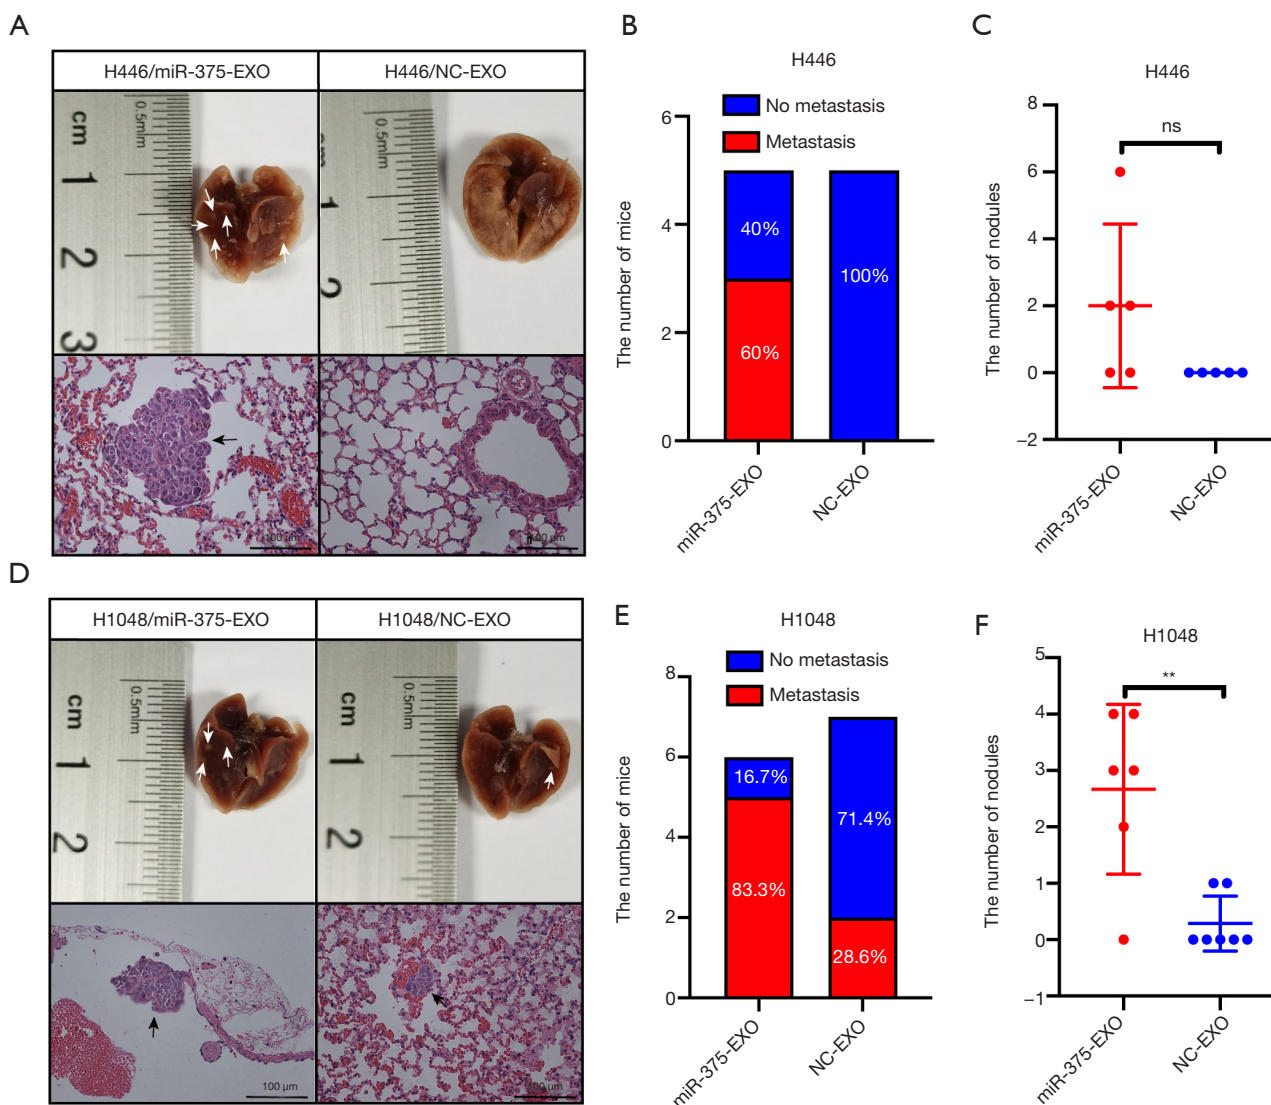 A
H446/miR-375-EXO
H446/NC-EXO
cm
0.5mm
1
2
3
0.5mm
1
2
100 μm
100 μm
B
H446
No metastasis
Metastasis
The number of mice
6
4
2
0
40%
60%
100%
miR-375-EXO
NC-EXO
C
H446
The number of nodules
8
6
4
2
0
−2
ns
miR-375-EXO
NC-EXO
D
H1048/miR-375-EXO
H1048/NC-EXO
cm
0.5mm
1
2
cm
0.5mm
1
2
100 μm
100 μm
E
H1048
No metastasis
Metastasis
The number of mice
8
6
4
2
0
16.7%
83.3%
71.4%
28.6%
miR-375-EXO
NC-EXO
F
H1048
The number of nodules
5
4
3
2
1
0
−1
**
miR-375-EXO
NC-EXO